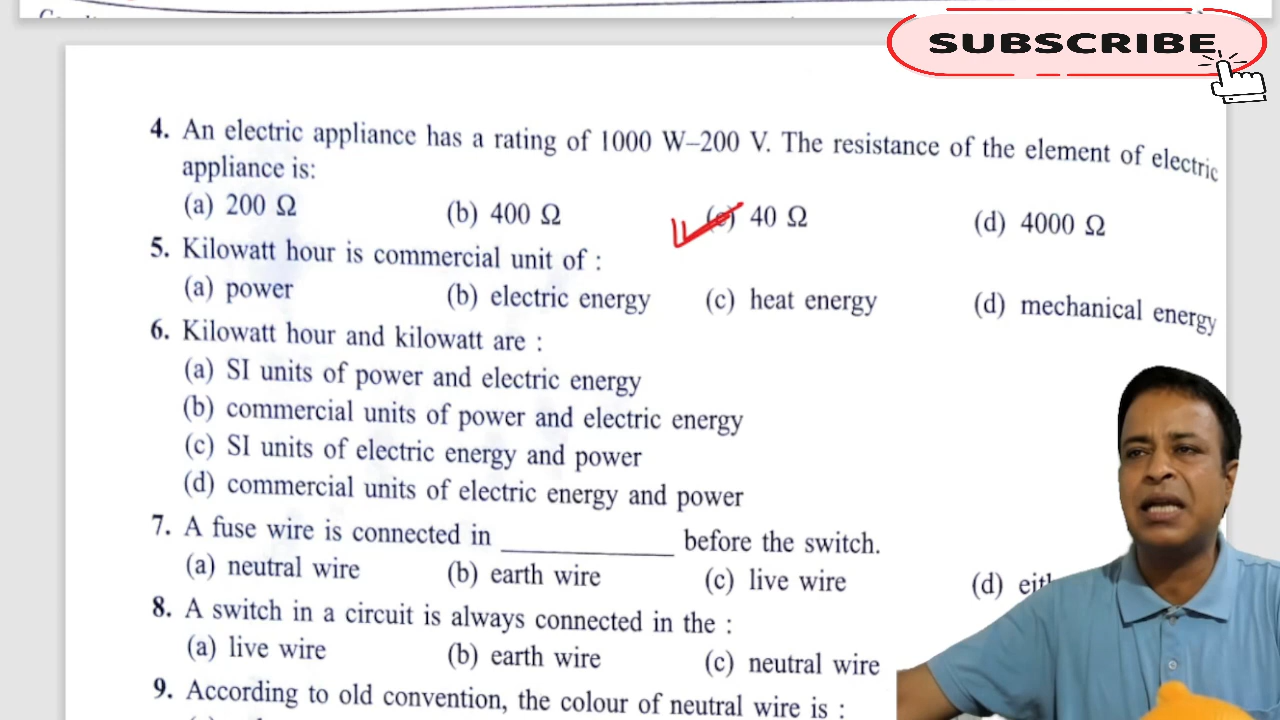 SUBSCRIBE
4. An electric appliance has a rating of 1000 W–200 V. The resistance of the element of electric
appliance is:
(a) 200 Ω (b) 400 Ω (c) 40 Ω (d) 4000 Ω
5. Kilowatt hour is commercial unit of :
(a) power (b) electric energy (c) heat energy (d) mechanical energy
6. Kilowatt hour and kilowatt are :
(a) SI units of power and electric energy
(b) commercial units of power and electric energy
(c) SI units of electric energy and power
(d) commercial units of electric energy and power
7. A fuse wire is connected in ____________ before the switch.
(a) neutral wire (b) earth wire (c) live wire (d)
8. A switch in a circuit is always connected in the :
(a) live wire (b) earth wire (c) neutral wire
9. According to old convention, the colour of neutral wire is :